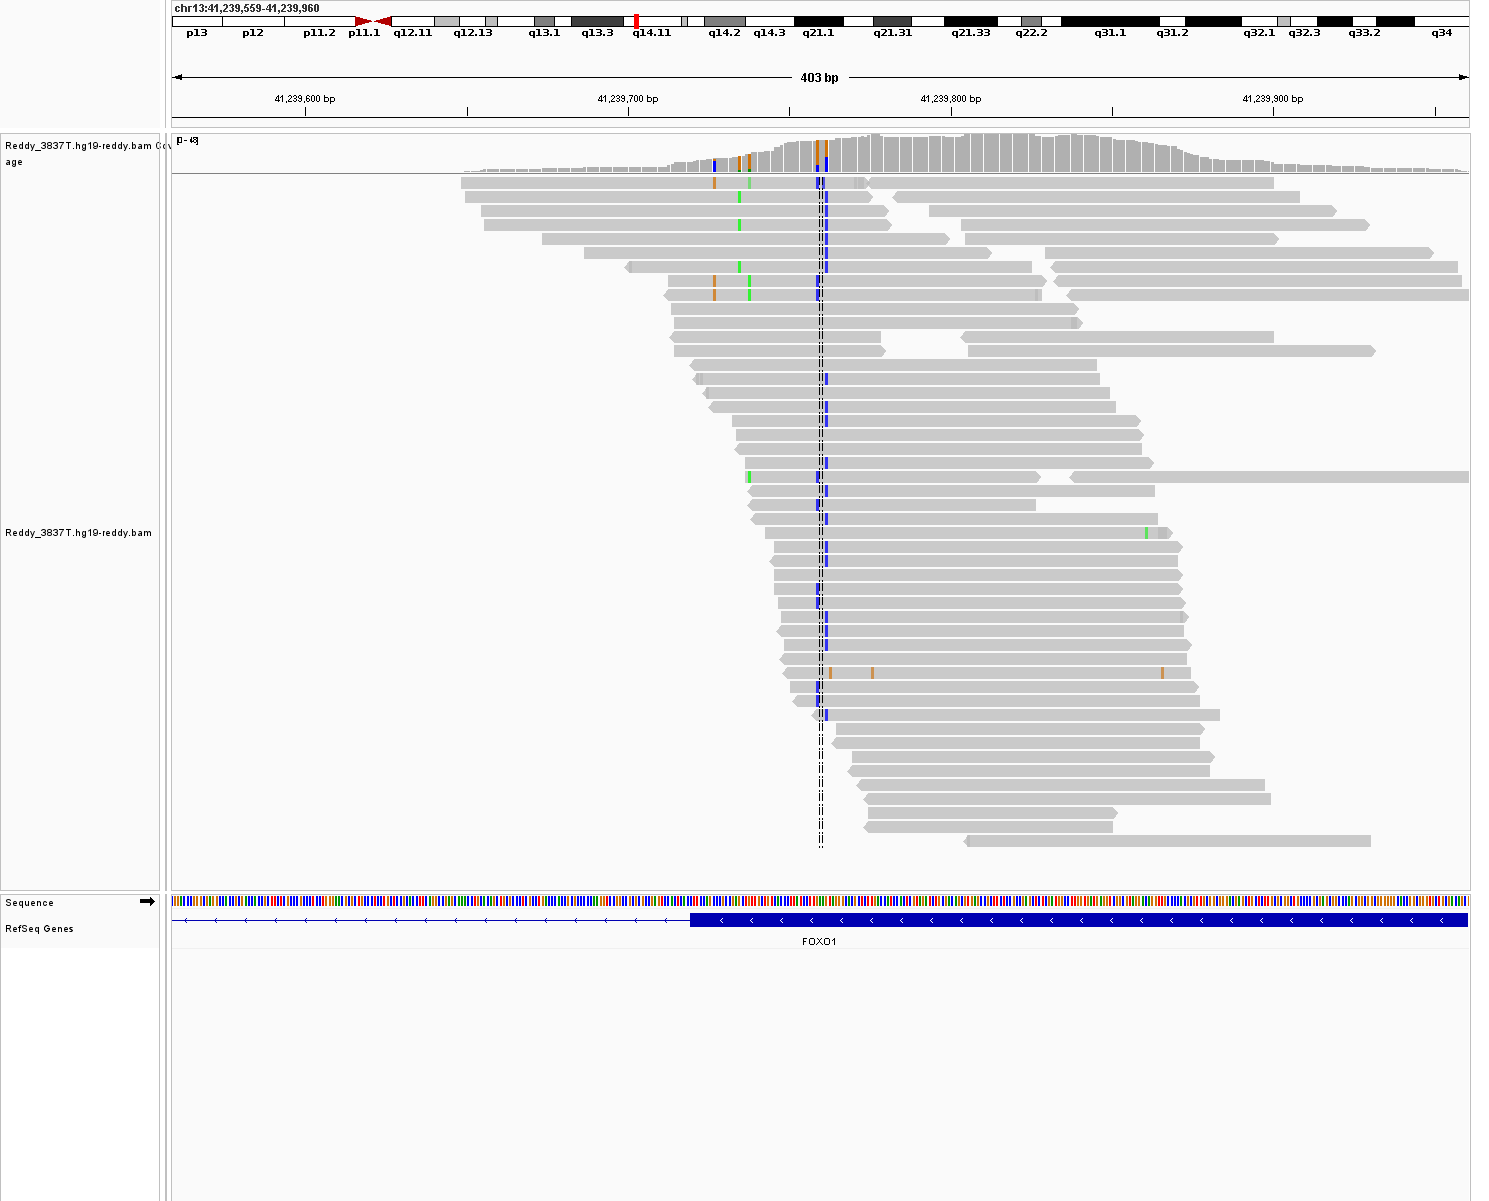 chr13:41,239,559-41,239,960
p13 p12 p11.2 p11.1 q12.11 q12.13 q13.1 q13.3 q14.11 q14.2 q14.3 q21.1 q21.31 q21.33 q22.2 q31.1 q31.2 q32.1 q32.3 q33.2 q34
403 bp
41,239,600 bp 41,239,700 bp 41,239,800 bp 41,239,900 bp
Reddy_3837T.hg19-reddy.bam Cov
age
Reddy_3837T.hg19-reddy.bam
Sequence
RefSeq Genes
FOXO1